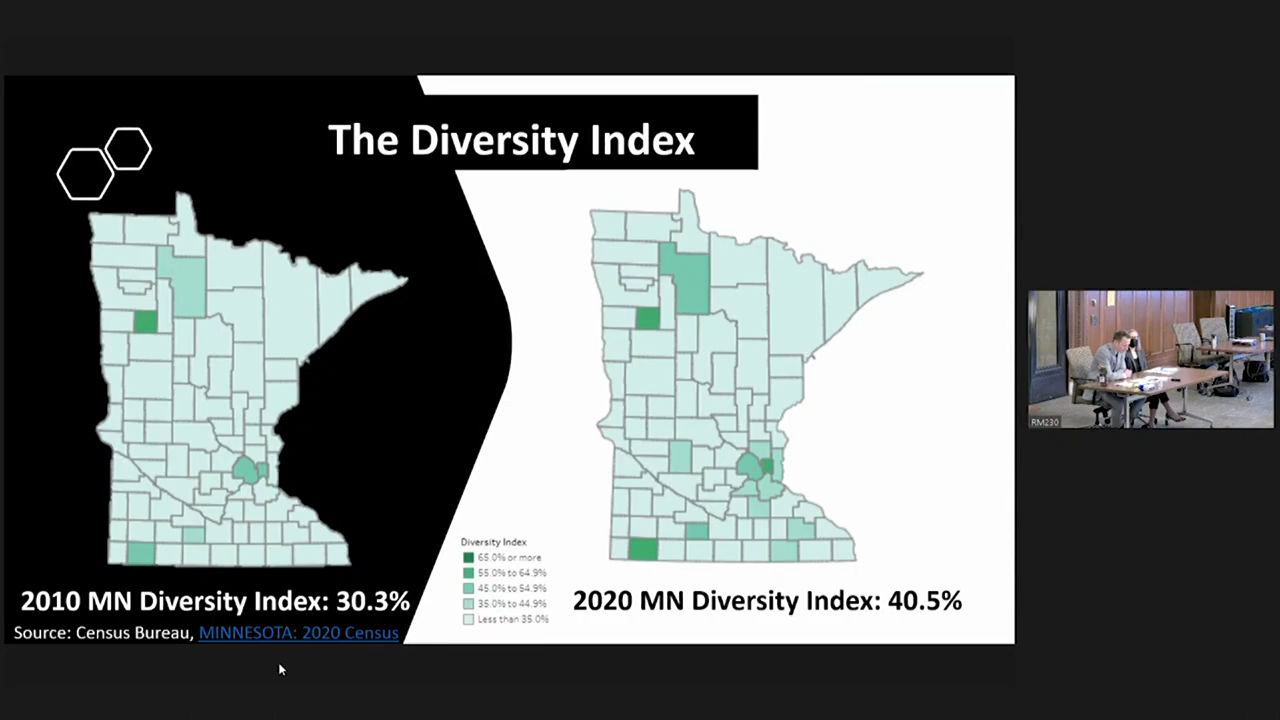 The Diversity Index
Diversity Index
65.0% or more
55.0% to 64.9%
45.0% to 54.9%
35.0% to 44.9%
Less than 35.0%
2010 MN Diversity Index: 30.3%
2020 MN Diversity Index: 40.5%
Source: Census Bureau, MINNESOTA: 2020 Census
RM230